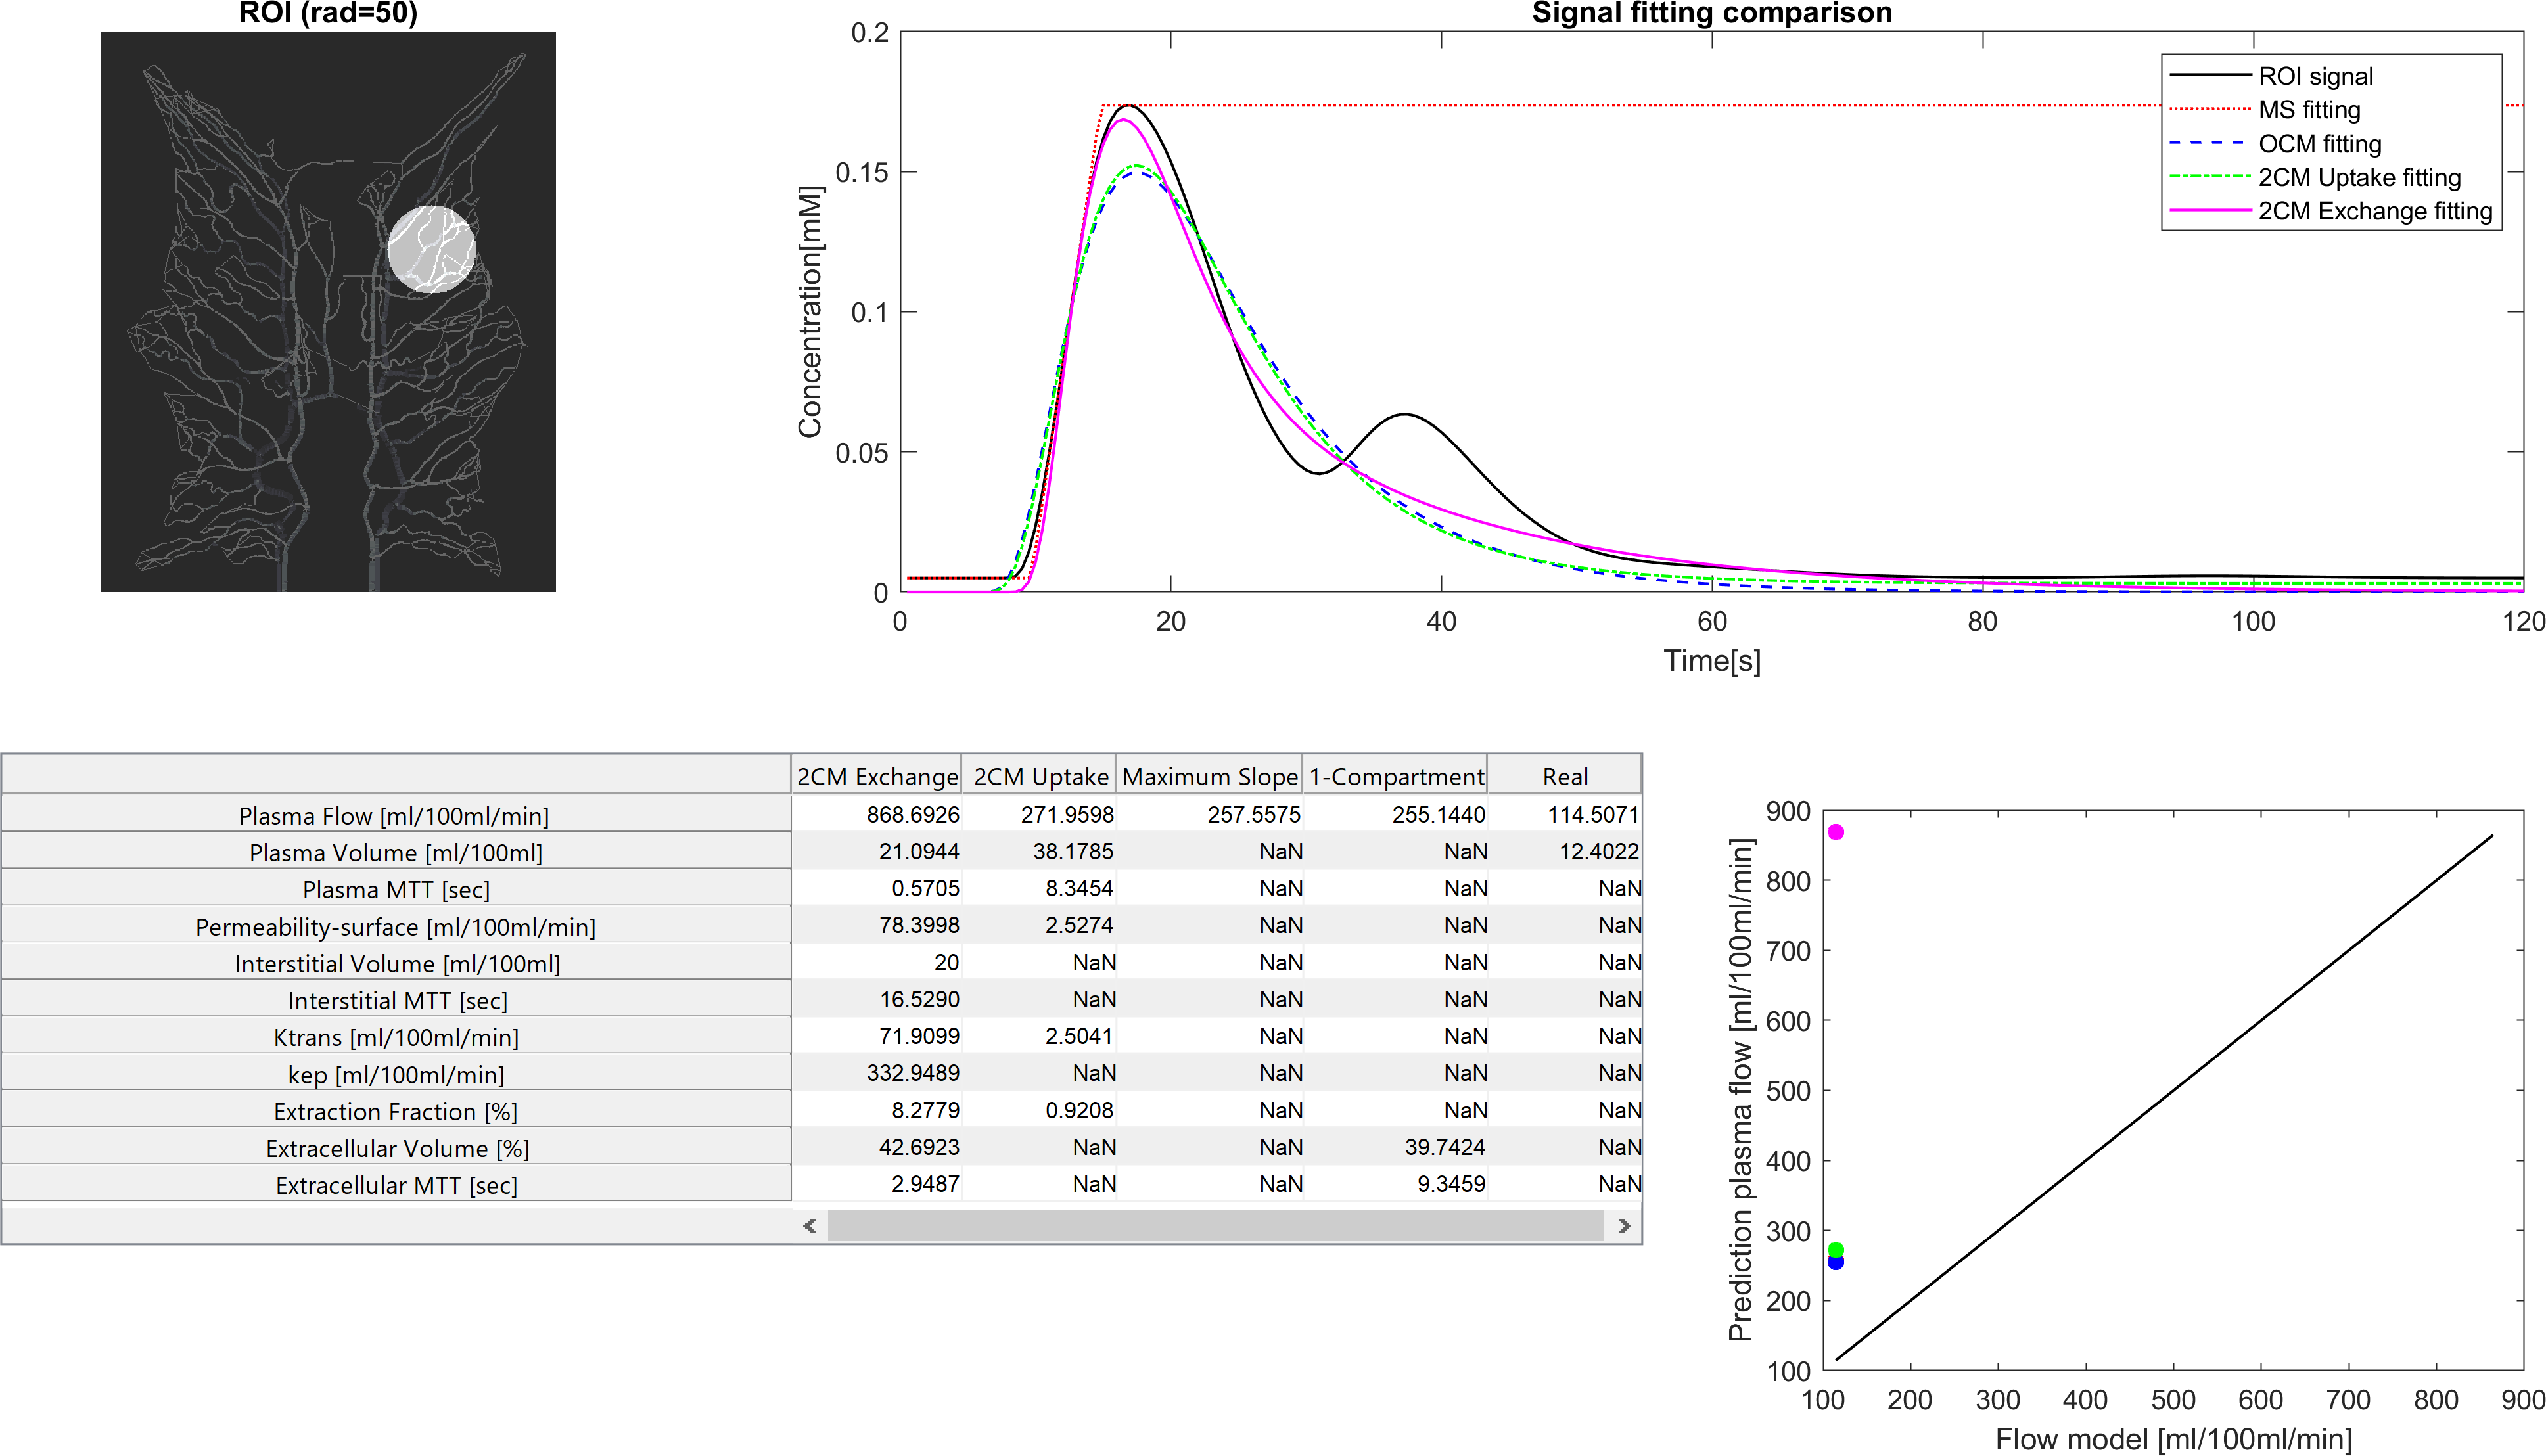 ROI (rad=50)
Signal fitting comparison
0.2
0.15
0.1
0.05
0
Concentration[mM]
0 20 40 60 80 100 120
Time[s]
ROI signal
MS fitting
OCM fitting
2CM Uptake fitting
2CM Exchange fitting
2CM Exchange 2CM Uptake Maximum Slope 1-Compartment Real
Plasma Flow [ml/100ml/min] 868.6926 271.9598 257.5575 255.1440 114.5071
Plasma Volume [ml/100ml] 21.0944 38.1785 NaN NaN 12.4022
Plasma MTT [sec] 0.5705 8.3454 NaN NaN NaN
Permeability-surface [ml/100ml/min] 78.3998 2.5274 NaN NaN NaN
Interstitial Volume [ml/100ml] 20 NaN NaN NaN NaN
Interstitial MTT [sec] 16.5290 NaN NaN NaN NaN
Ktrans [ml/100ml/min] 71.9099 2.5041 NaN NaN NaN
kep [ml/100ml/min] 332.9489 NaN NaN NaN NaN
Extraction Fraction [%] 8.2779 0.9208 NaN NaN NaN
Extracellular Volume [%] 42.6923 NaN NaN 39.7424 NaN
Extracellular MTT [sec] 2.9487 NaN NaN 9.3459 NaN
900
800
700
600
500
400
300
200
100
Prediction plasma flow [ml/100ml/min]
100 200 300 400 500 600 700 800 900
Flow model [ml/100ml/min]